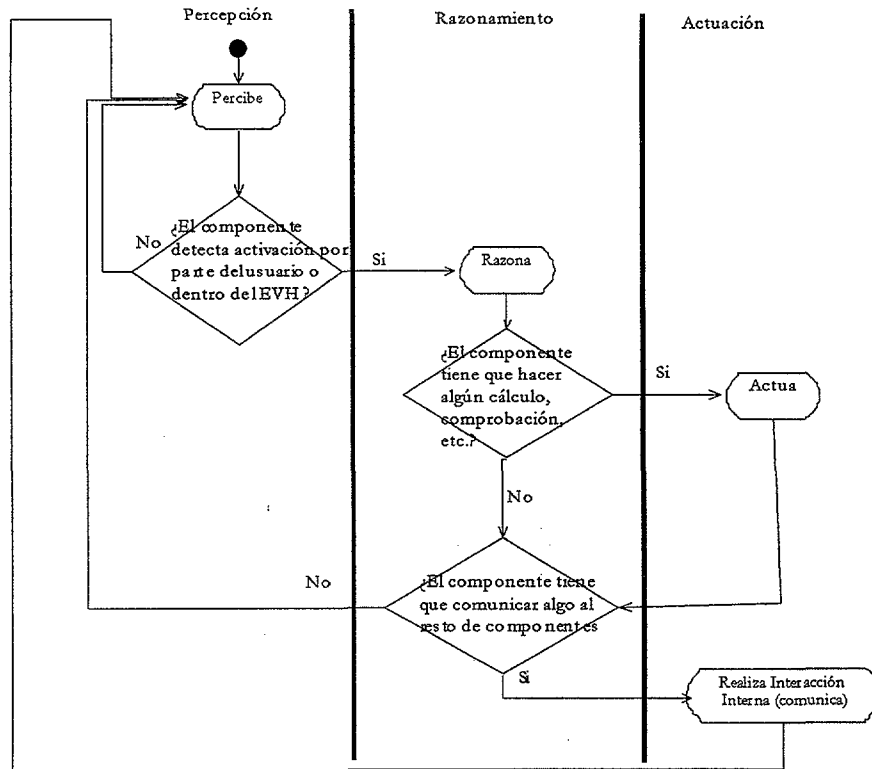 Percepción
Razonamiento
Actuación
Percibe
¿El componente
detecta activación por
parte del usuario o
dentro del EVH?
No
Si
Razona
¿El componente
tiene que hacer
algún cálculo,
comprobación,
etc.?
Si
Actua
No
¿El componente tiene
que comunicar algo al
resto de componentes
No
Si
Realiza Interacción
Interna (comunica)